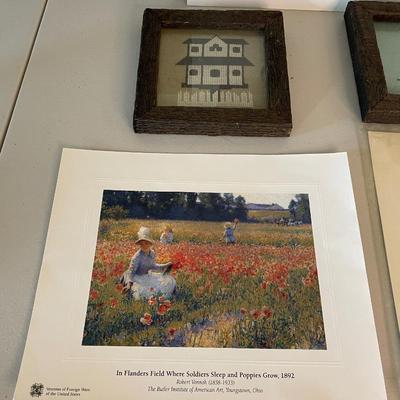 In Flanders Field Where Soldiers Sleep and Poppies Grow, 1892
Robert Vonnoh (1858-1933)
The Butler Institute of American Art, Youngstown, Ohio
Veterans of Foreign Wars
of the United States